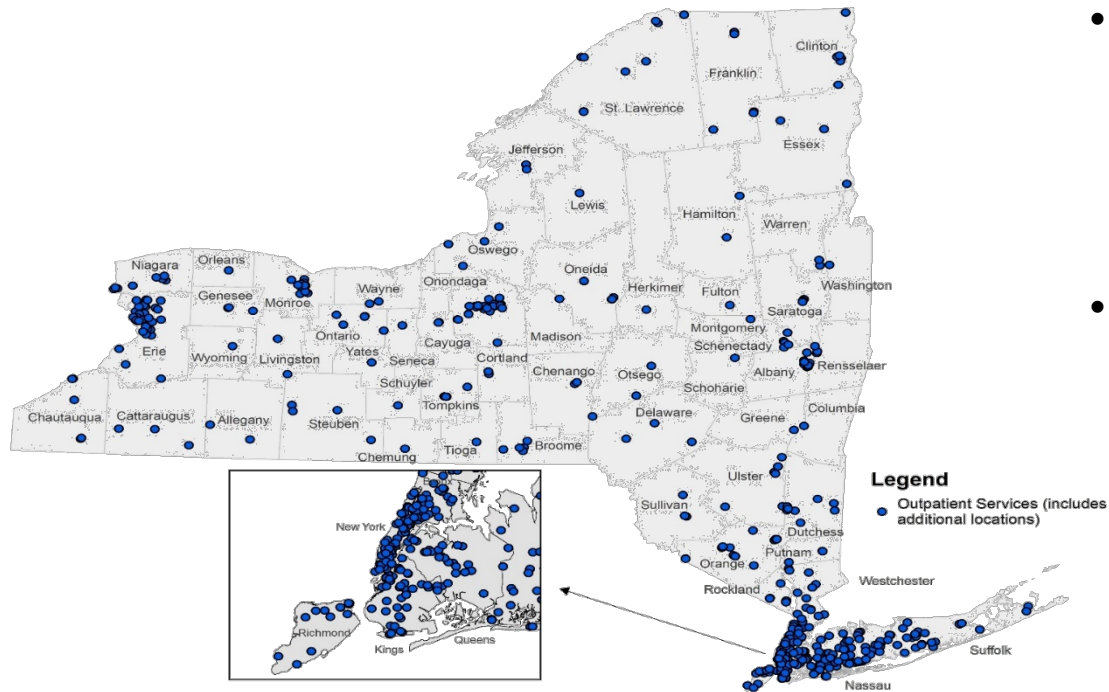 Clinton
Franklin
St. Lawrence
Essex
Jefferson
Lewis
Hamilton
Warren
Oswego
Orleans
Niagara
Oneida
Onondaga
Washington
Wayne
Herkimer
Genesee
Monroe
Fulton
Saratoga
Montgomery
Ontario
Madison
Schenectady
Cayuga
Erie
Wyoming
Livingston
Yates
Seneca
Cortland
Rensselaer
Chenango
Otsego
Albany
Schuyler
Schoharie
Tompkins
Columbia
Chautauqua
Cattaraugus
Allegany
Steuben
Delaware
Greene
Tioga
Broome
Chemung
Ulster
Legend
Sullivan
Outpatient Services (includes
additional locations)
New York
Dutchess
Putnam
Orange
Westchester
Rockland
Richmond
Kings
Queens
Suffolk
Nassau